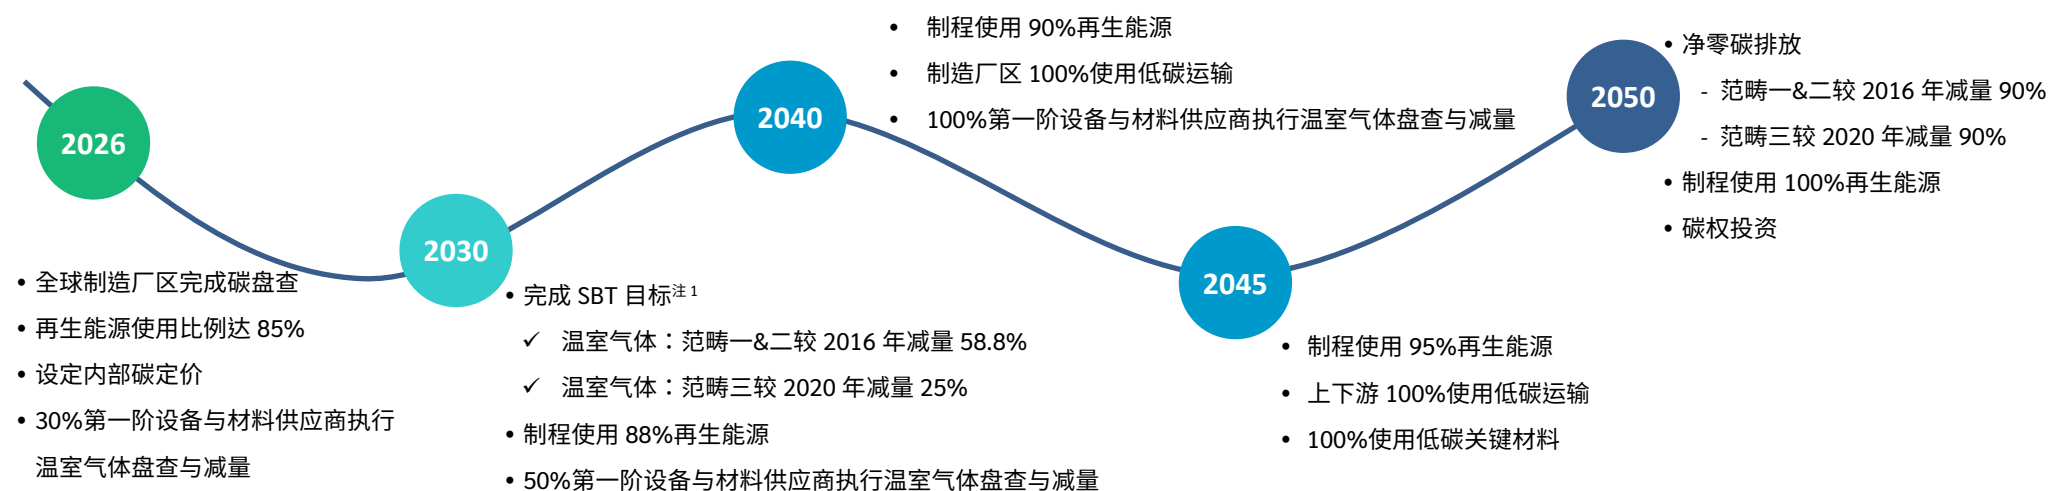 2026
• 全球制造厂区完成碳盘查
• 再生能源使用比例达 85%
• 设定内部碳定价
• 30%第一阶设备与材料供应商执行
温室气体盘查与减量
2030
• 完成 SBT 目标注 1
✓ 温室气体：范畴一&二较 2016 年减量 58.8%
✓ 温室气体：范畴三较 2020 年减量 25%
• 制程使用 88%再生能源
• 50%第一阶设备与材料供应商执行温室气体盘查与减量
2040
• 制程使用 90%再生能源
• 制造厂区 100%使用低碳运输
• 100%第一阶设备与材料供应商执行温室气体盘查与减量
2045
• 制程使用 95%再生能源
• 上下游 100%使用低碳运输
• 100%使用低碳关键材料
2050
• 净零碳排放
- 范畴一&二较 2016 年减量 90%
- 范畴三较 2020 年减量 90%
• 制程使用 100%再生能源
• 碳权投资